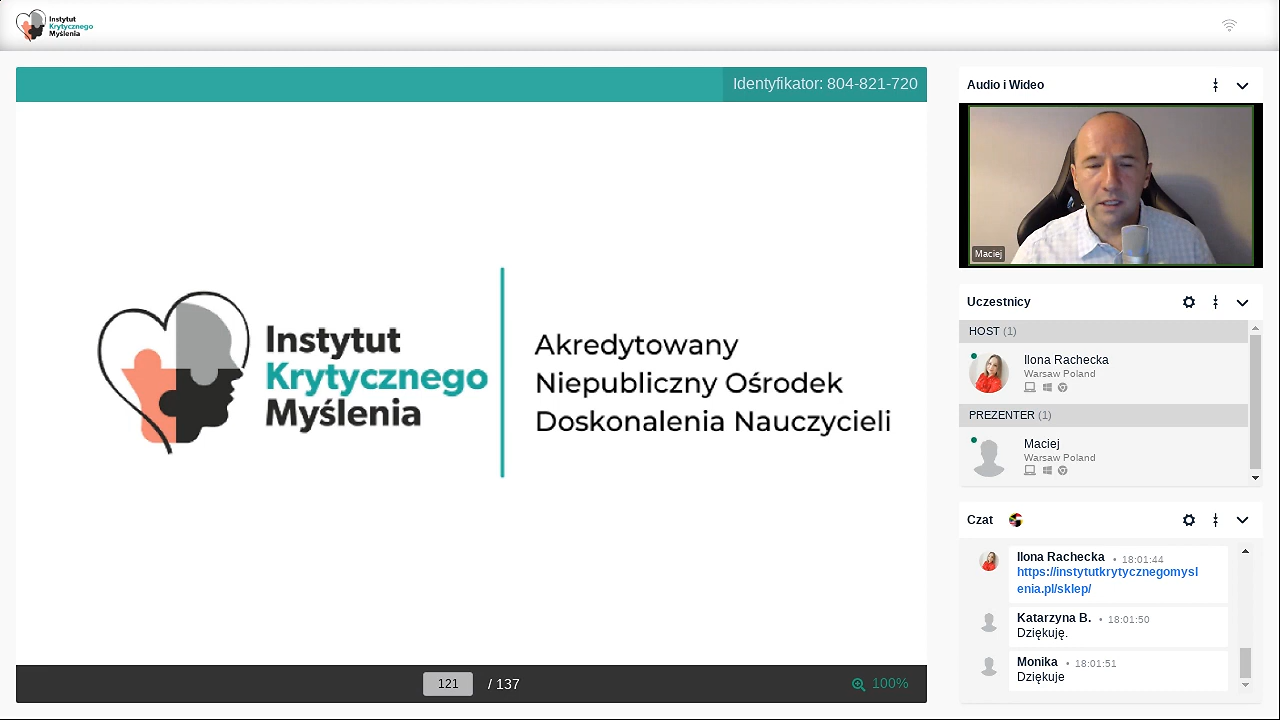 Instytut
Krytycznego
Myślenia
Identyfikator: 804-821-720
Instytut
Krytycznego
Myślenia
Akredytowany
Niepubliczny Ośrodek
Doskonalenia Nauczycieli
121 / 137
100%
Audio i Wideo
Maciej
Uczestnicy
HOST (1)
Ilona Rachecka
Warsaw Poland
PREZENTER (1)
Maciej
Warsaw Poland
Czat
Ilona Rachecka • 18:01:44
https://instytutkrytycznegomysl
enia.pl/sklep/
Katarzyna B. • 18:01:50
Dziękuję.
Monika • 18:01:51
Dziękuje